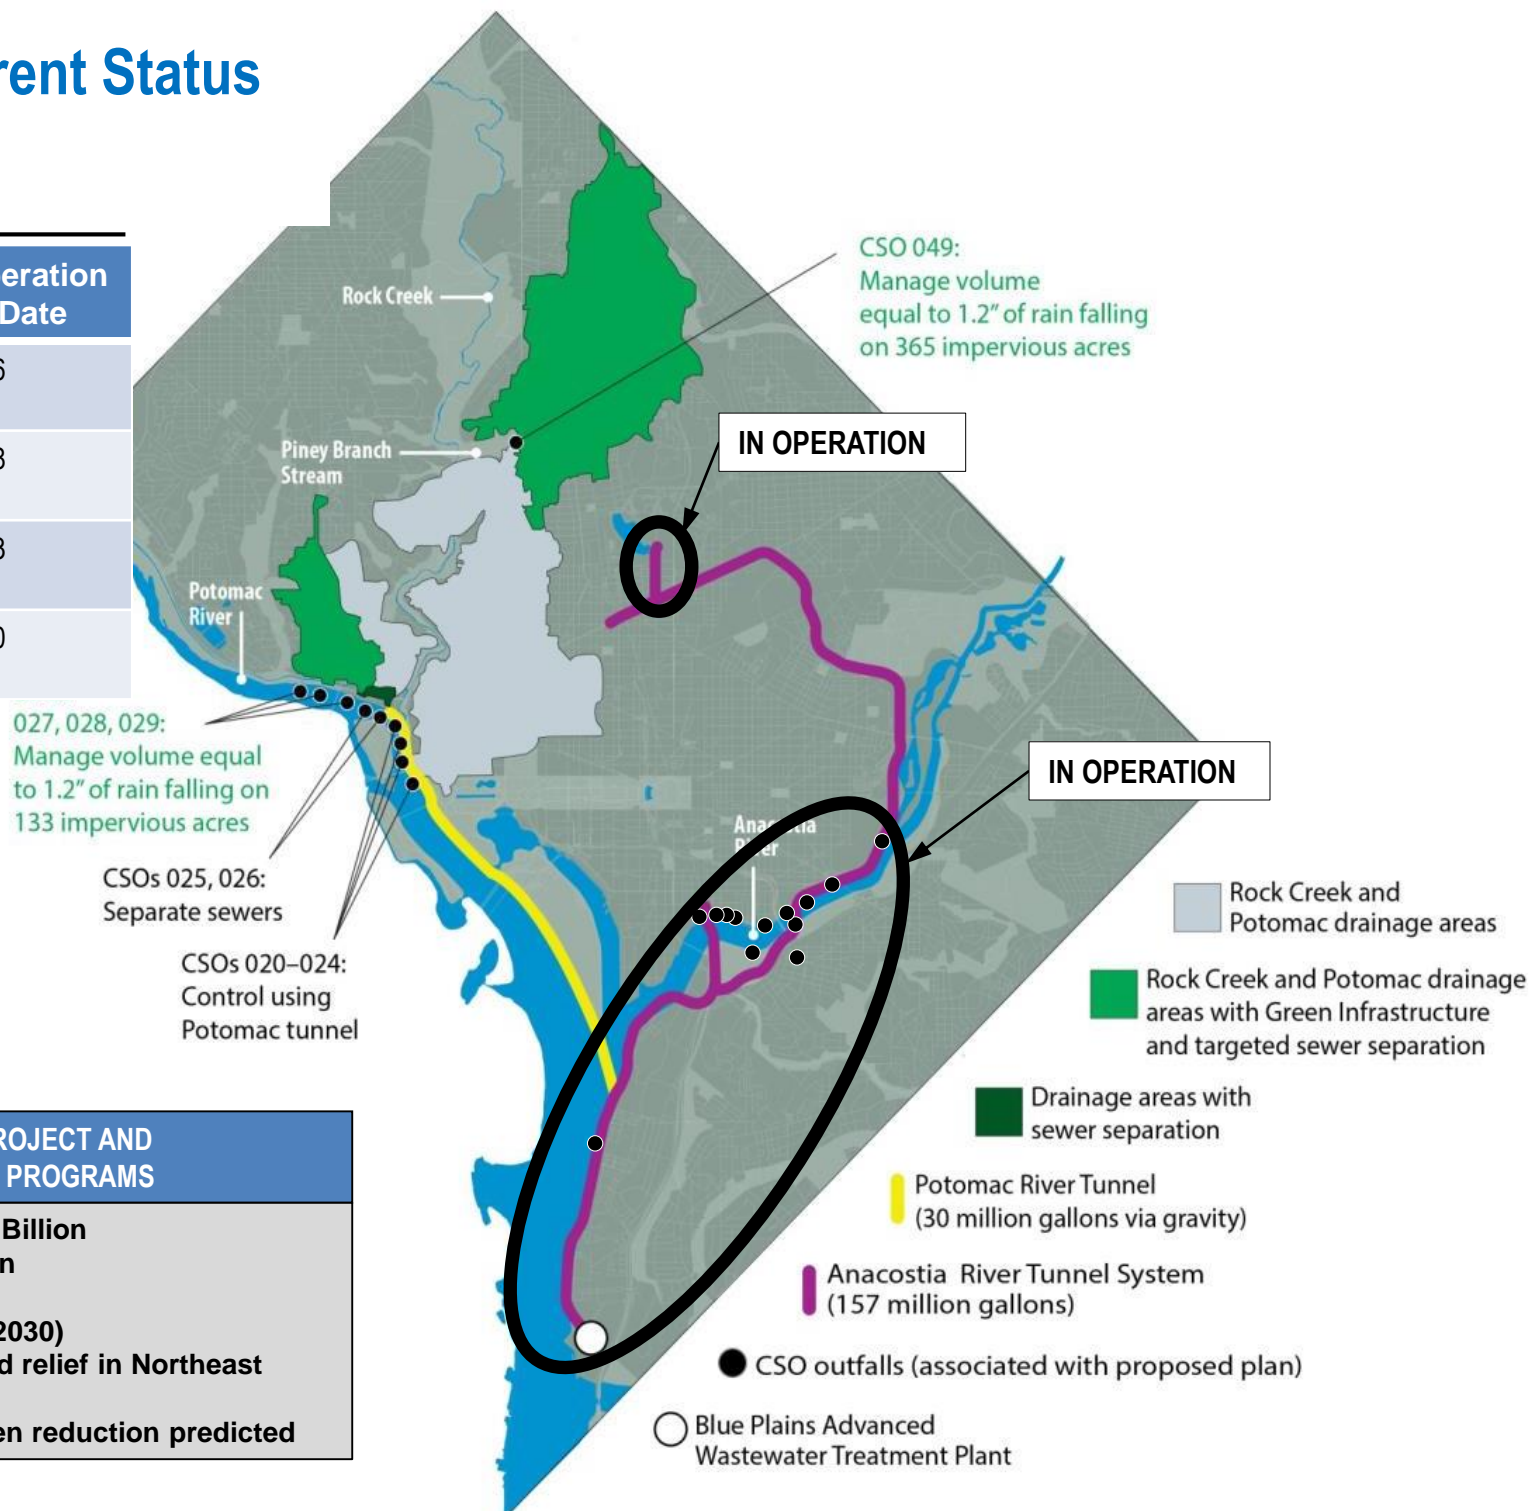 rent Status
eration
Date
6
3
3
0
CSO 049:
Manage volume
equal to 1.2" of rain falling
on 365 impervious acres
Rock Creek
IN OPERATION
Piney Branch
Stream
Potomac
River
027, 028, 029:
Manage volume equal
to 1.2" of rain falling on
133 impervious acres
IN OPERATION
Anacostia
River
CSOs 025, 026:
Separate sewers
CSOs 020–024:
Control using
Potomac tunnel
Rock Creek and
Potomac drainage areas
Rock Creek and Potomac drainage
areas with Green Infrastructure
and targeted sewer separation
Drainage areas with
sewer separation
Potomac River Tunnel
(30 million gallons via gravity)
Anacostia River Tunnel System
(157 million gallons)
CSO outfalls (associated with proposed plan)
Blue Plains Advanced
Wastewater Treatment Plant
ROJECT AND
PROGRAMS
Billion
n
2030)
d relief in Northeast
en reduction predicted